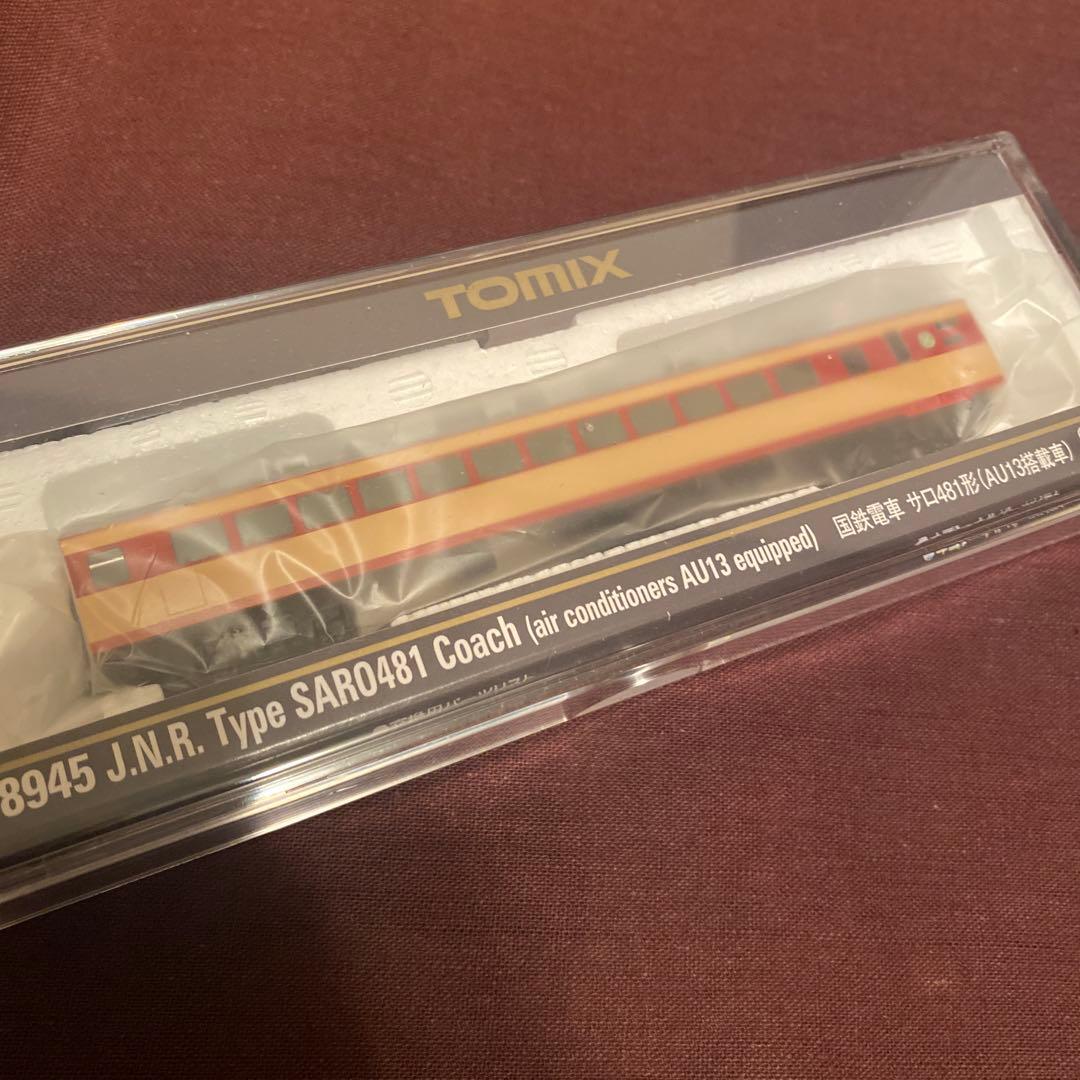 TOMIX
8945 J.N.R. Type SARO481 Coach (air conditioners AU13 equipped) 国鉄電車 サロ481形(AU13搭載車)